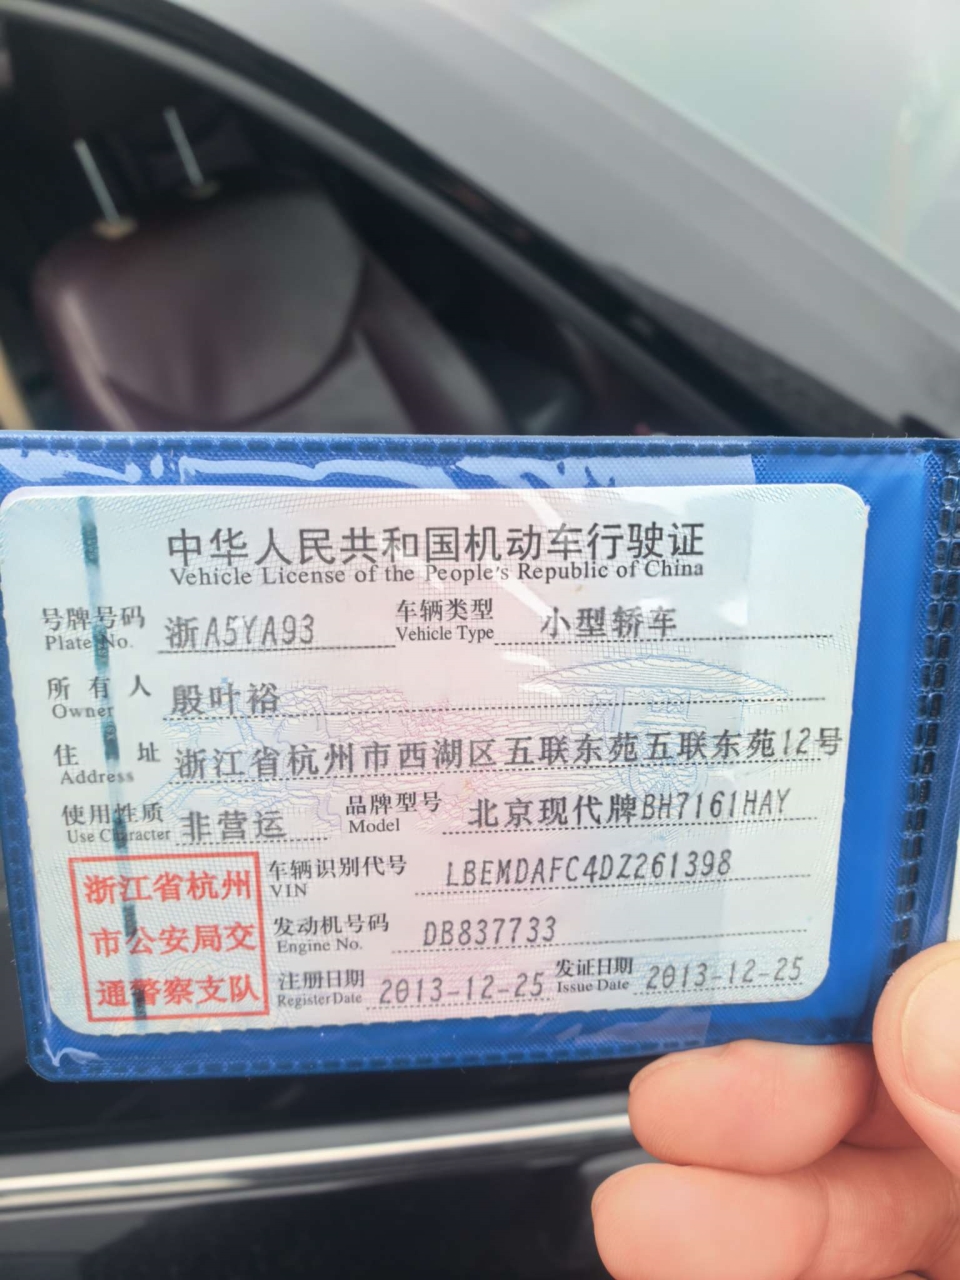 中华人民共和国机动车行驶证
Vehicle License of the People's Republic of China
号牌号码 浙A5YA93 车辆类型 小型轿车
Plate No. Vehicle Type
所有人 殷叶裕
Owner
住址 浙江省杭州市西湖区五联东苑五联东苑12号
Address
使用性质 非营运 品牌型号 北京现代牌BH7161HAY
Use Character Model
浙江省杭州 车辆识别代号 LBEMDAFC4DZ261398
VIN
市公安局交 发动机号码 DB837733
Engine No.
通警察支队 注册日期 2013-12-25 发证日期 2013-12-25
Register Date Issue Date